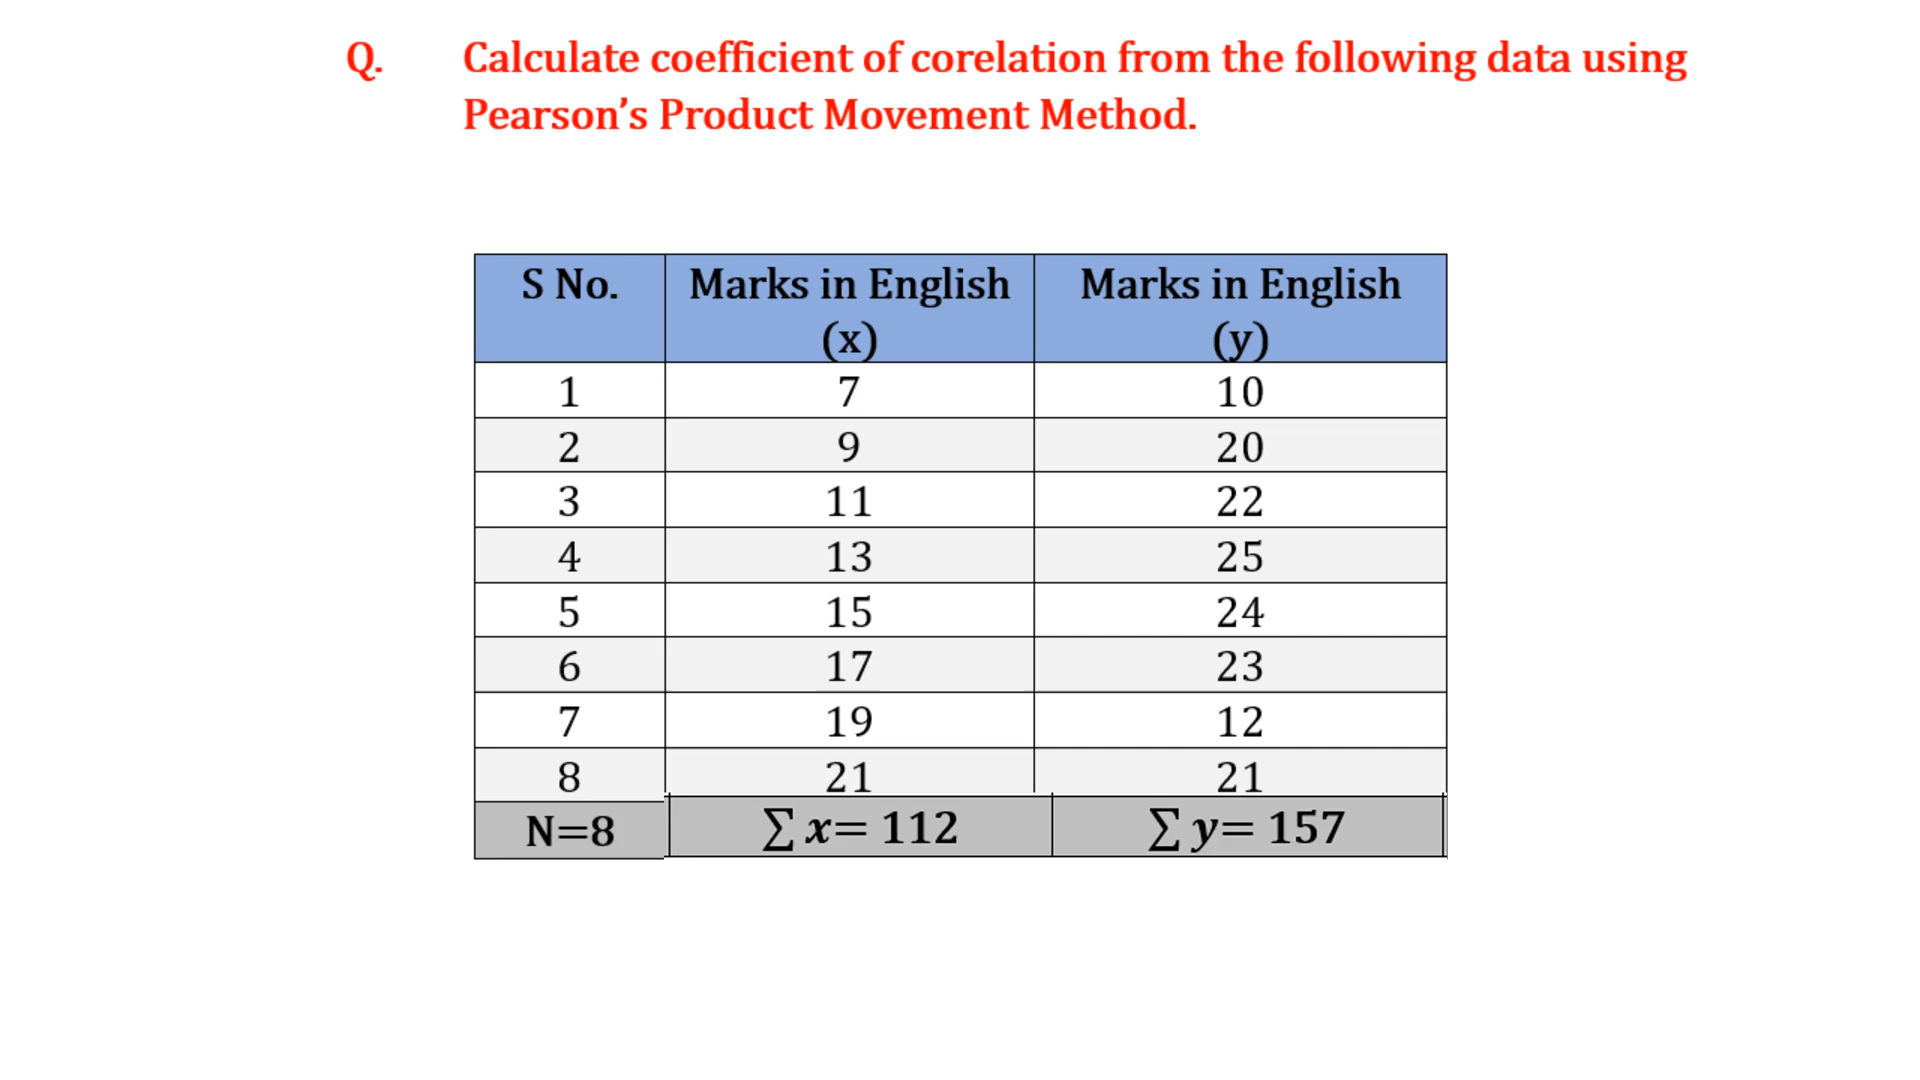 Q. Calculate coefficient of corelation from the following data using
Pearson’s Product Movement Method.
S No. Marks in English (x) Marks in English (y)
1 7 10
2 9 20
3 11 22
4 13 25
5 15 24
6 17 23
7 19 12
8 21 21
N=8 ∑ x= 112 ∑ y= 157